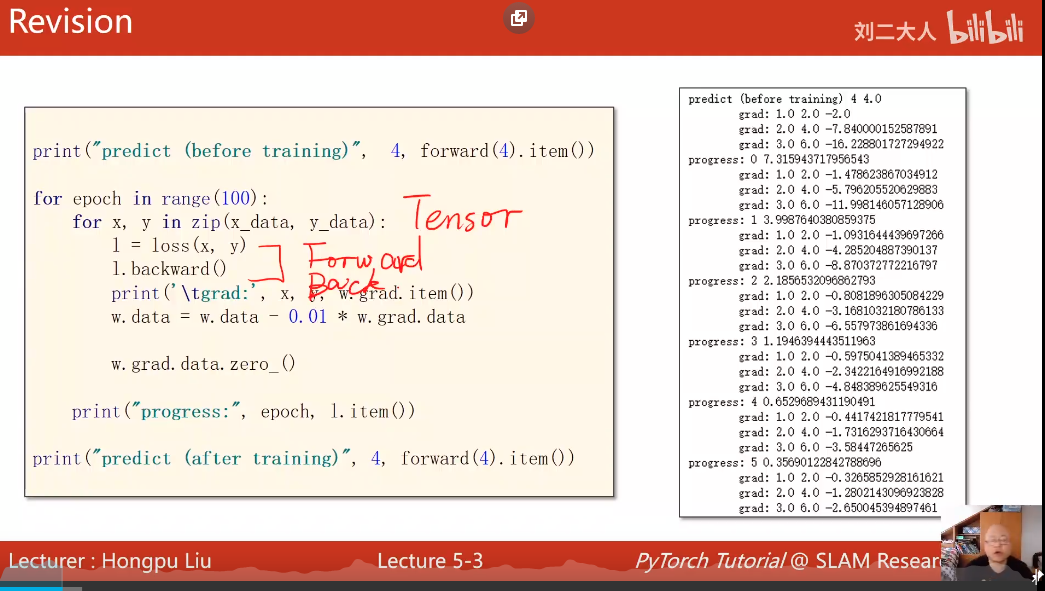 Revision
刘二大人 bilibili
print("predict (before training)", 4, forward(4).item())
for epoch in range(100):
for x, y in zip(x_data, y_data):
Tensor
l = loss(x, y)
Forward
l.backward()
Back
print('\tgrad:', x, y, w.grad.item())
w.data = w.data - 0.01 * w.grad.data
w.grad.data.zero_()
print("progress:", epoch, l.item())
print("predict (after training)", 4, forward(4).item())
predict (before training) 4 4.0
grad: 1.0 2.0 -2.0
grad: 2.0 4.0 -7.840000152587891
grad: 3.0 6.0 -16.228801727294922
progress: 0 7.315943717956543
grad: 1.0 2.0 -1.478623867034912
grad: 2.0 4.0 -5.796205520629883
grad: 3.0 6.0 -11.998146057128906
progress: 1 3.9987640380859375
grad: 1.0 2.0 -1.0931644439697266
grad: 2.0 4.0 -4.285204887390137
grad: 3.0 6.0 -8.870372772216797
progress: 2 2.1856532096862793
grad: 1.0 2.0 -0.8081896305084229
grad: 2.0 4.0 -3.1681032180786133
grad: 3.0 6.0 -6.557973861694336
progress: 3 1.1946394443511963
grad: 1.0 2.0 -0.5975041389465332
grad: 2.0 4.0 -2.3422164916992188
grad: 3.0 6.0 -4.848389625549316
progress: 4 0.6529689431190491
grad: 1.0 2.0 -0.4417421817779541
grad: 2.0 4.0 -1.7316293716430664
grad: 3.0 6.0 -3.58447265625
progress: 5 0.35690122842788696
grad: 1.0 2.0 -0.3265852928161621
grad: 2.0 4.0 -1.2802143096923828
grad: 3.0 6.0 -2.650045394897461
Lecturer : Hongpu Liu
Lecture 5-3
PyTorch Tutorial @ SLAM Resear